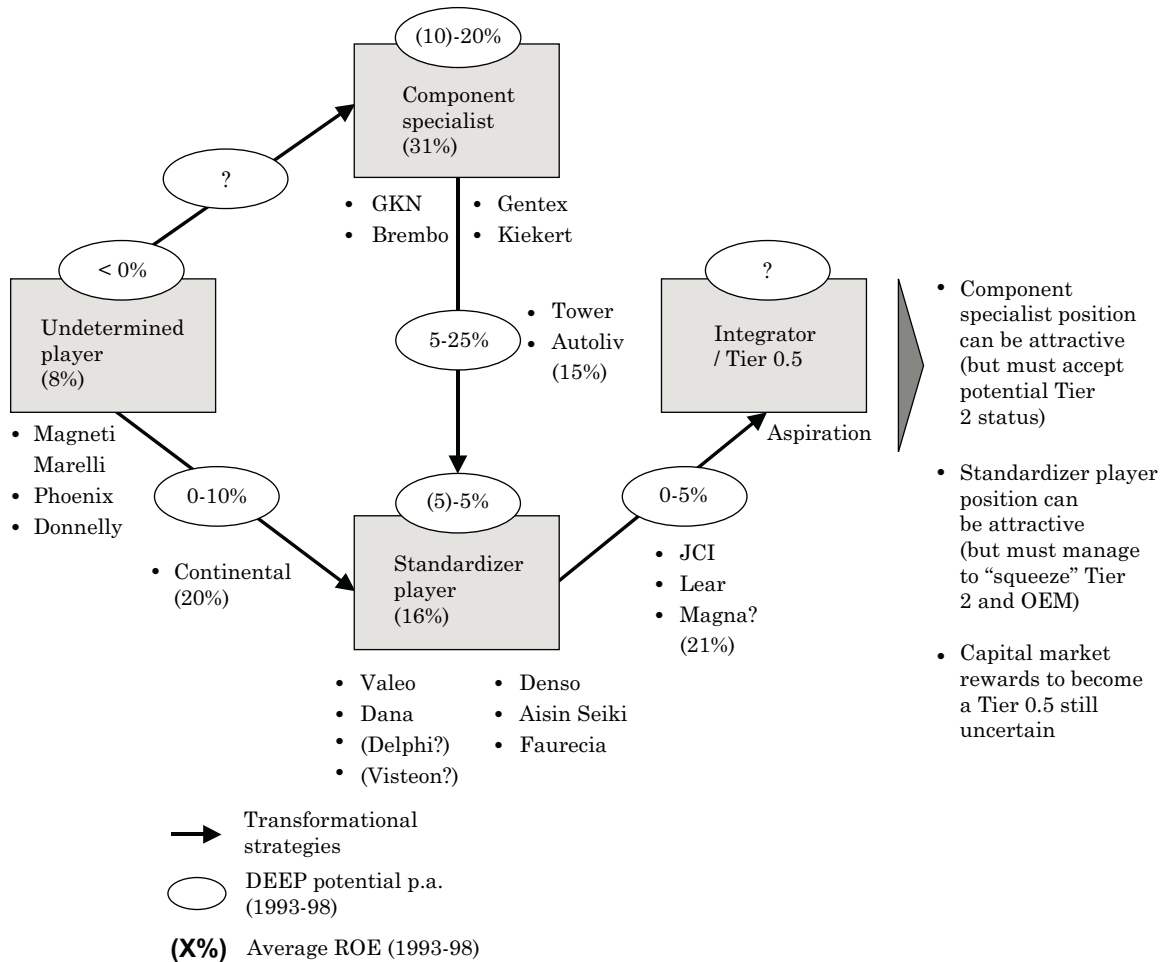 (10)-20%
Component
specialist
(31%)
?
• GKN
• Brembo
• Gentex
• Kiekert
< 0%
Undetermined
player
(8%)
• Magneti
Marelli
• Phoenix
• Donnelly
5-25%
• Tower
• Autoliv
(15%)
?
Integrator
/ Tier 0.5
Aspiration
0-10%
• Continental
(20%)
(5)-5%
Standardizer
player
(16%)
0-5%
• JCI
• Lear
• Magna?
(21%)
• Valeo
• Dana
• (Delphi?)
• (Visteon?)
• Denso
• Aisin Seiki
• Faurecia
• Component
specialist position
can be attractive
(but must accept
potential Tier
2 status)
• Standardizer player
position can
be attractive
(but must manage
to “squeeze” Tier
2 and OEM)
• Capital market
rewards to become
a Tier 0.5 still
uncertain
Transformational
strategies
DEEP potential p.a.
(1993-98)
(X%) Average ROE (1993-98)